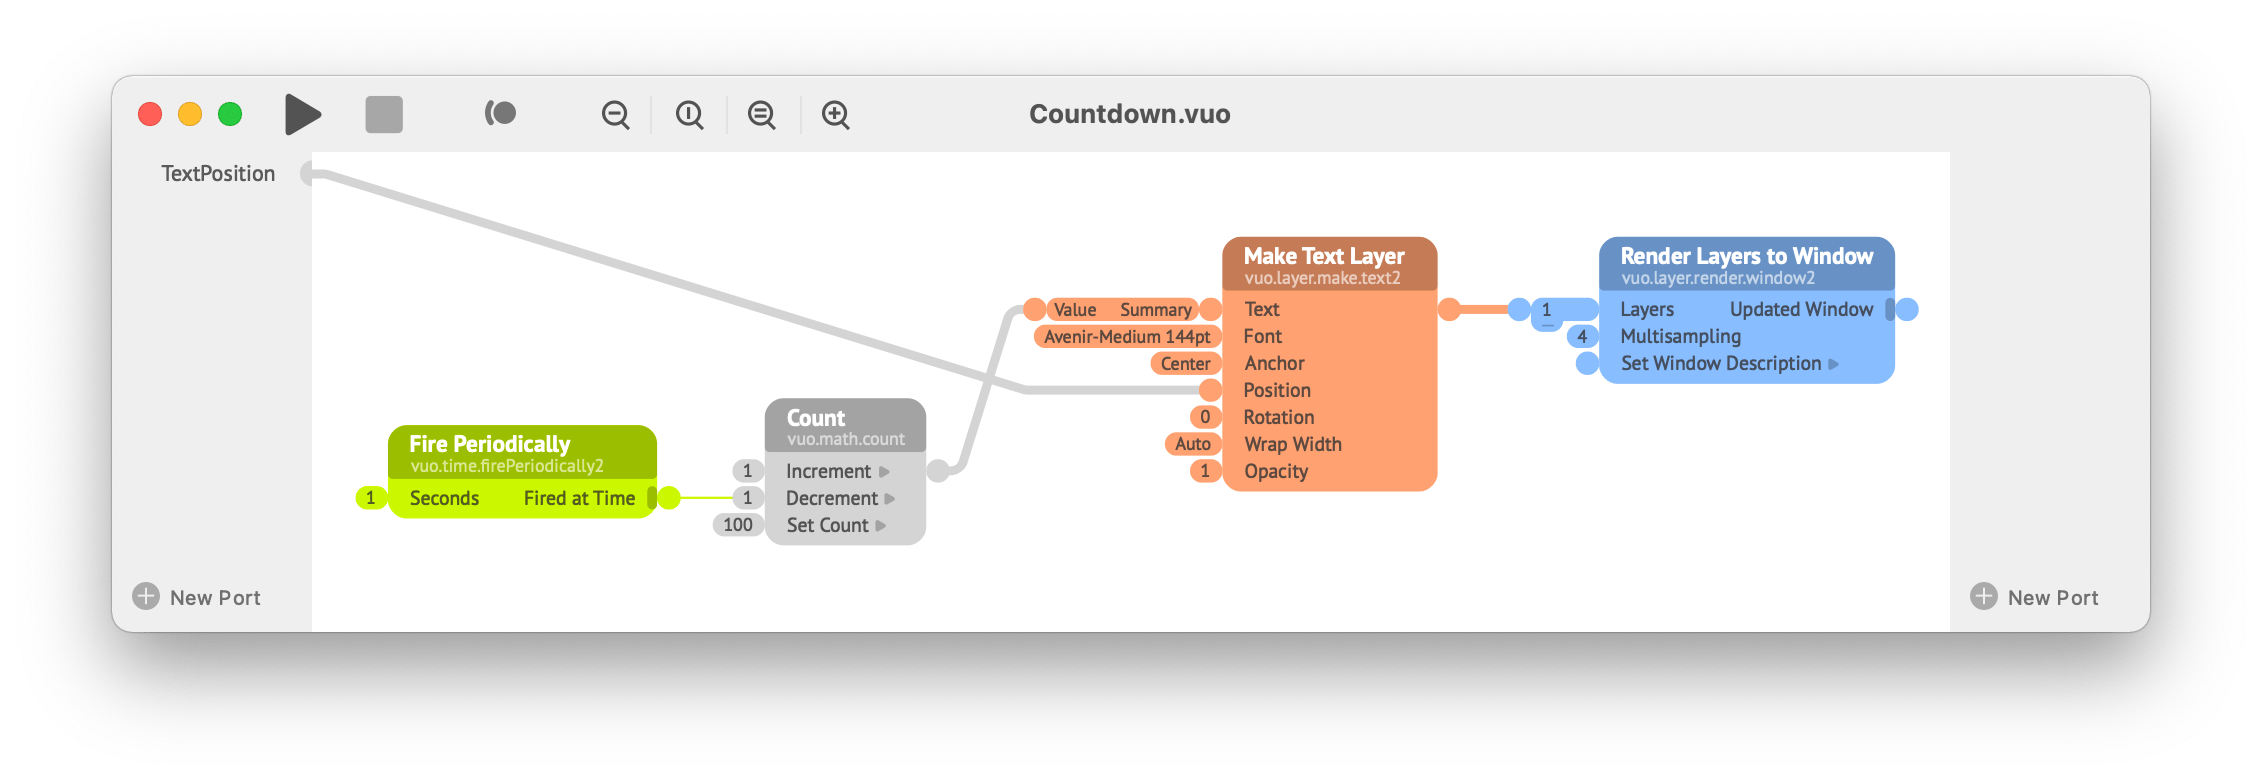 Countdown.vuo
TextPosition
Make Text Layer
vuo.layer.make.text2
Value Summary Text
Avenir-Medium 144pt Font
Center Anchor
Position
0 Rotation
Auto Wrap Width
1 Opacity
Render Layers to Window
vuo.layer.render.window2
1 Layers Updated Window
4 Multisampling
Set Window Description
Count
vuo.math.count
1 Increment
1 Decrement
100 Set Count
Fire Periodically
vuo.time.firePeriodically2
1 Seconds Fired at Time
New Port
New Port